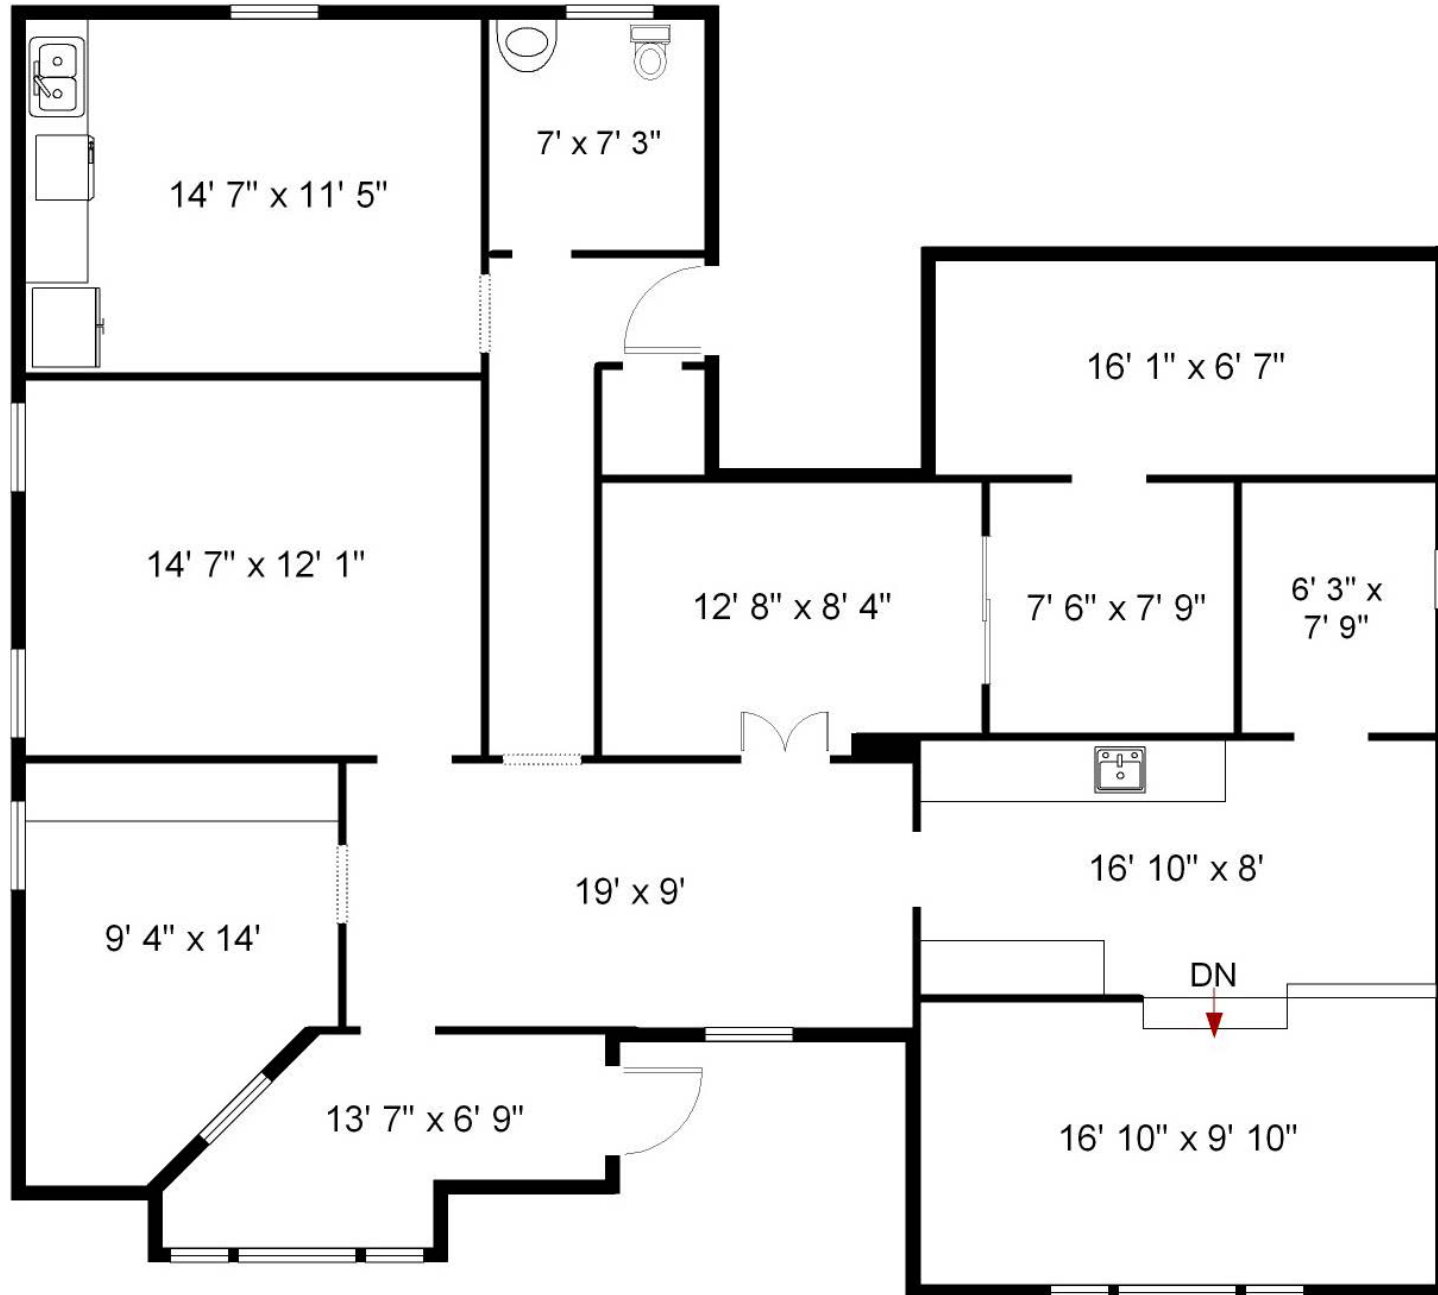 7' x 7' 3"
14' 7" x 11' 5"
16' 1" x 6' 7"
14' 7" x 12' 1"
12' 8" x 8' 4"
7' 6" x 7' 9"
6' 3" x
7' 9"
19' x 9'
16' 10" x 8'
9' 4" x 14'
DN
13' 7" x 6' 9"
16' 10" x 9' 10"